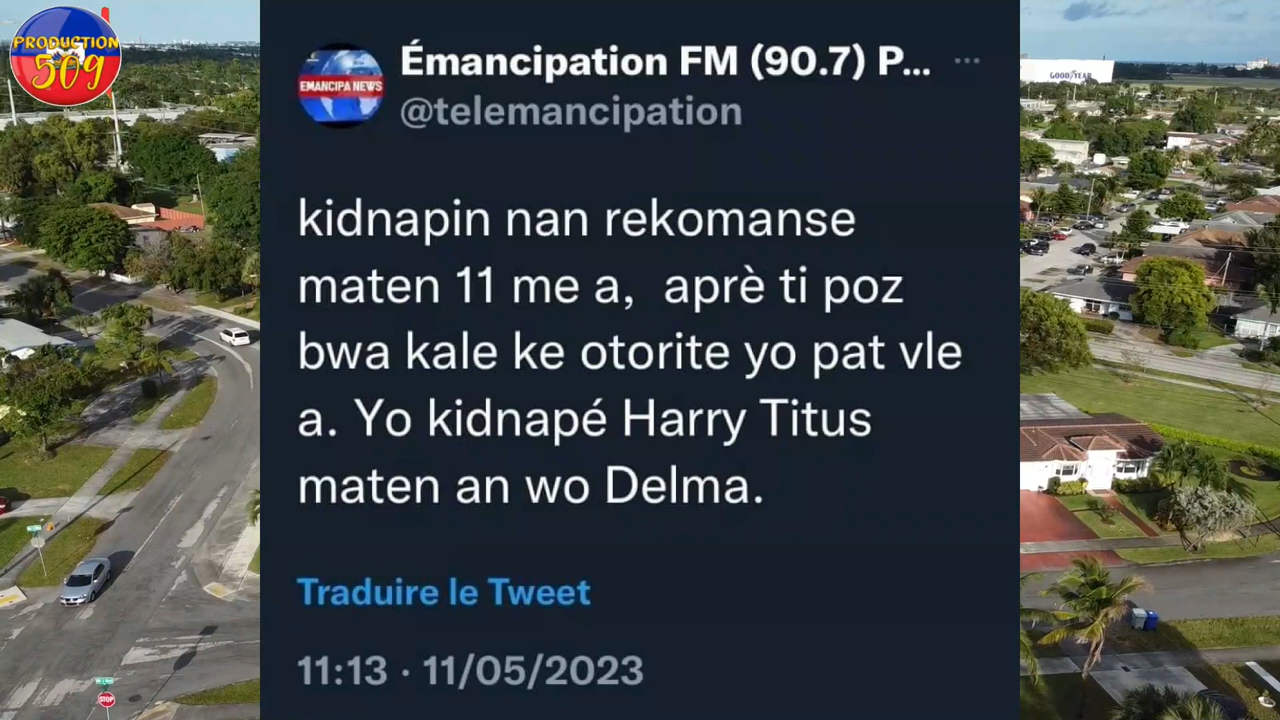 PRODUCTION
509
EMANCIPA NEWS
Émancipation FM (90.7) P...
@telemancipation
kidnapin nan rekomanse
maten 11 me a, aprè ti poz
bwa kale ke otorite yo pat vle
a. Yo kidnapé Harry Titus
maten an wo Delma.
Traduire le Tweet
11:13 · 11/05/2023
GOODYEAR
STOP